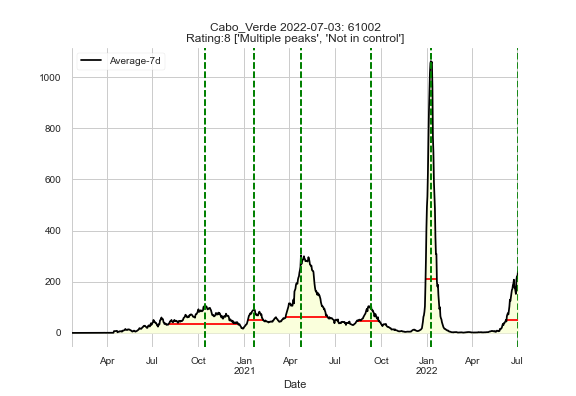 Cabo_Verde 2022-07-03: 61002
Rating:8 ['Multiple peaks', 'Not in control']
Average-7d
1000
800
600
400
200
0
Apr Jul Oct Jan Apr Jul Oct Jan Apr Jul
2021 2022
Date